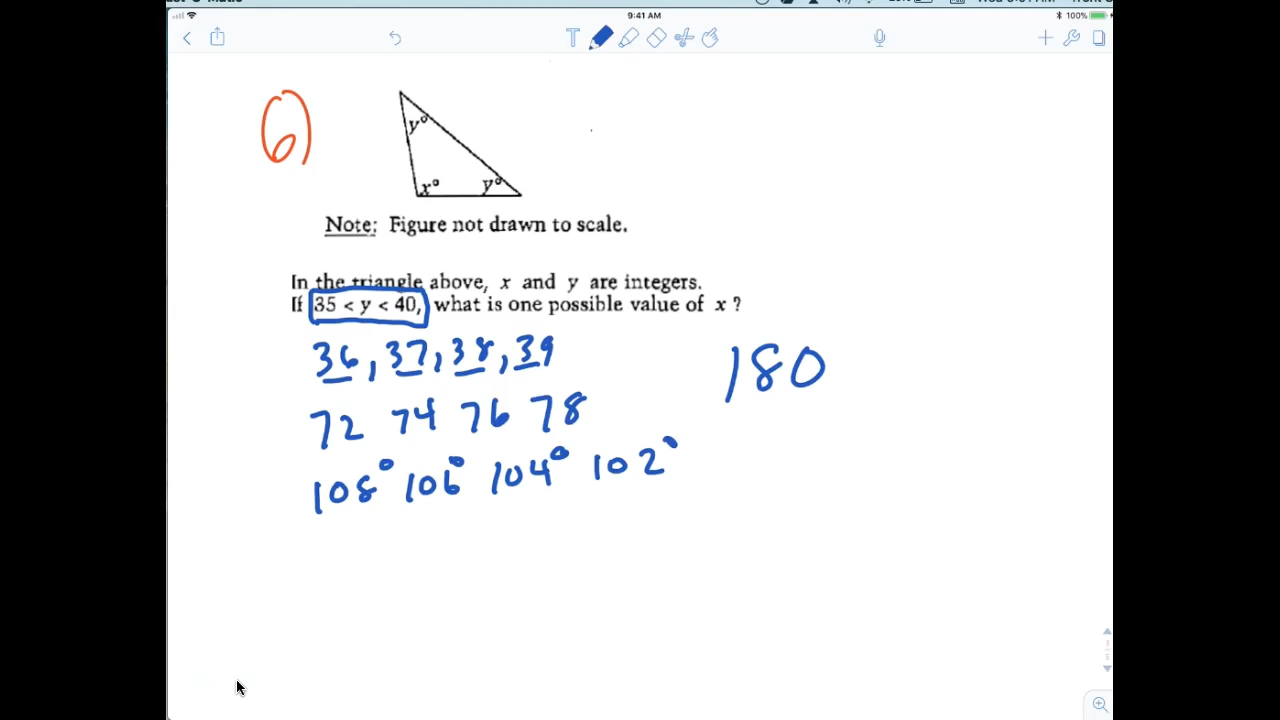 9:41 AM
100%
T
6)
y°
x° y°
Note: Figure not drawn to scale.
In the triangle above, x and y are integers.
If 35 < y < 40, what is one possible value of x ?
36, 37, 38, 39
180
72 74 76 78
108° 106° 104° 102°